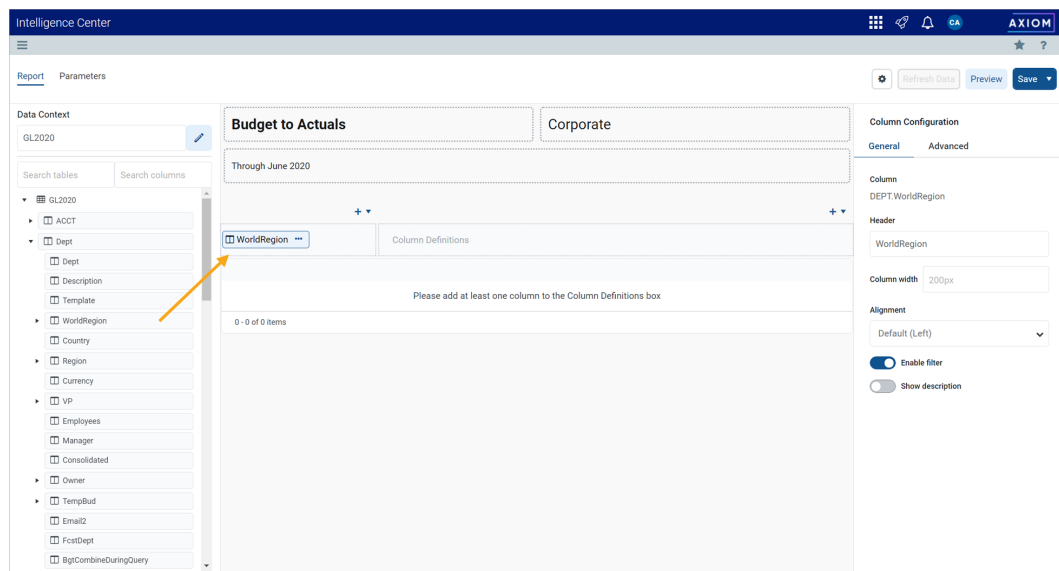 Intelligence Center
CA
AXIOM
?
Report Parameters
Refresh Data Preview Save
Data Context
GL2020
Search tables Search columns
GL2020
ACCT
Dept
Dept
Description
Template
WorldRegion
Country
Region
Currency
VP
Employees
Manager
Consolidated
Owner
TempBud
Email2
FcstDept
BgtCombineDuringQuery
Budget to Actuals Corporate
Through June 2020
WorldRegion Column Definitions
Please add at least one column to the Column Definitions box
0 - 0 of 0 items
Column Configuration
General Advanced
Column
DEPT.WorldRegion
Header
WorldRegion
Column width 200px
Alignment
Default (Left)
Enable filter
Show description